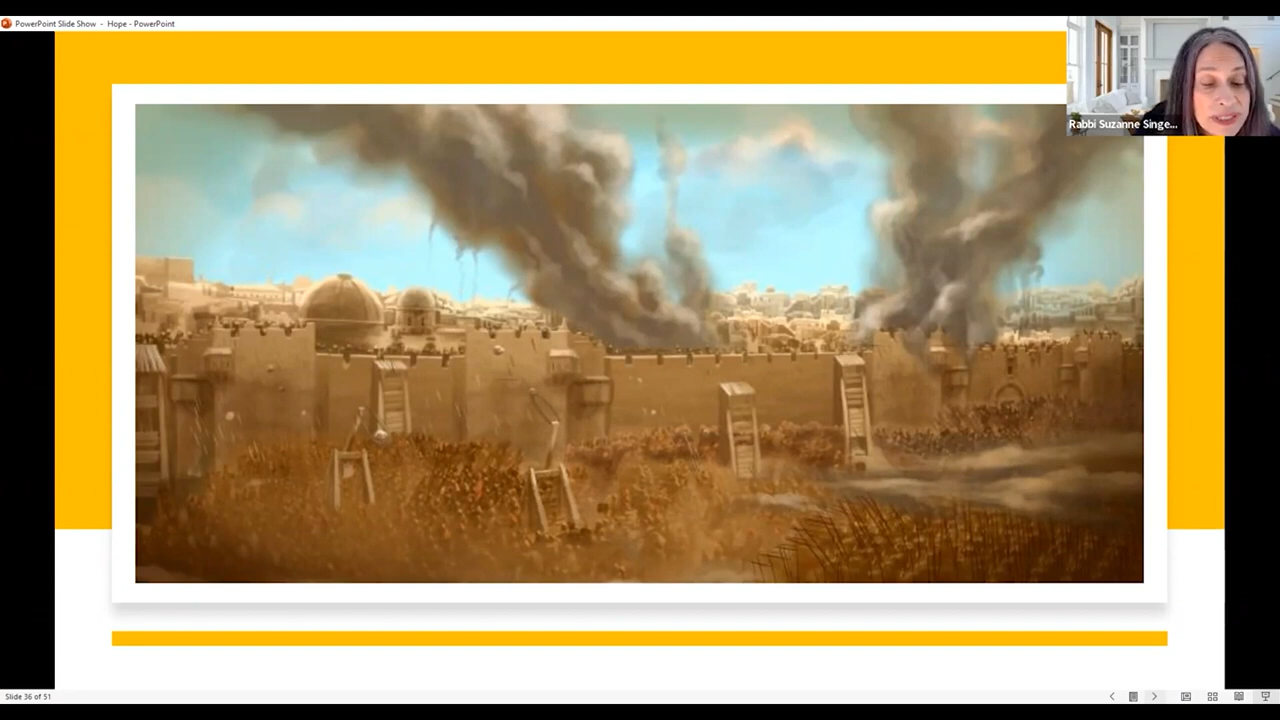 PowerPoint Slide Show - Hope - PowerPoint
Rabbi Suzanne Singe...
Slide 36 of 51